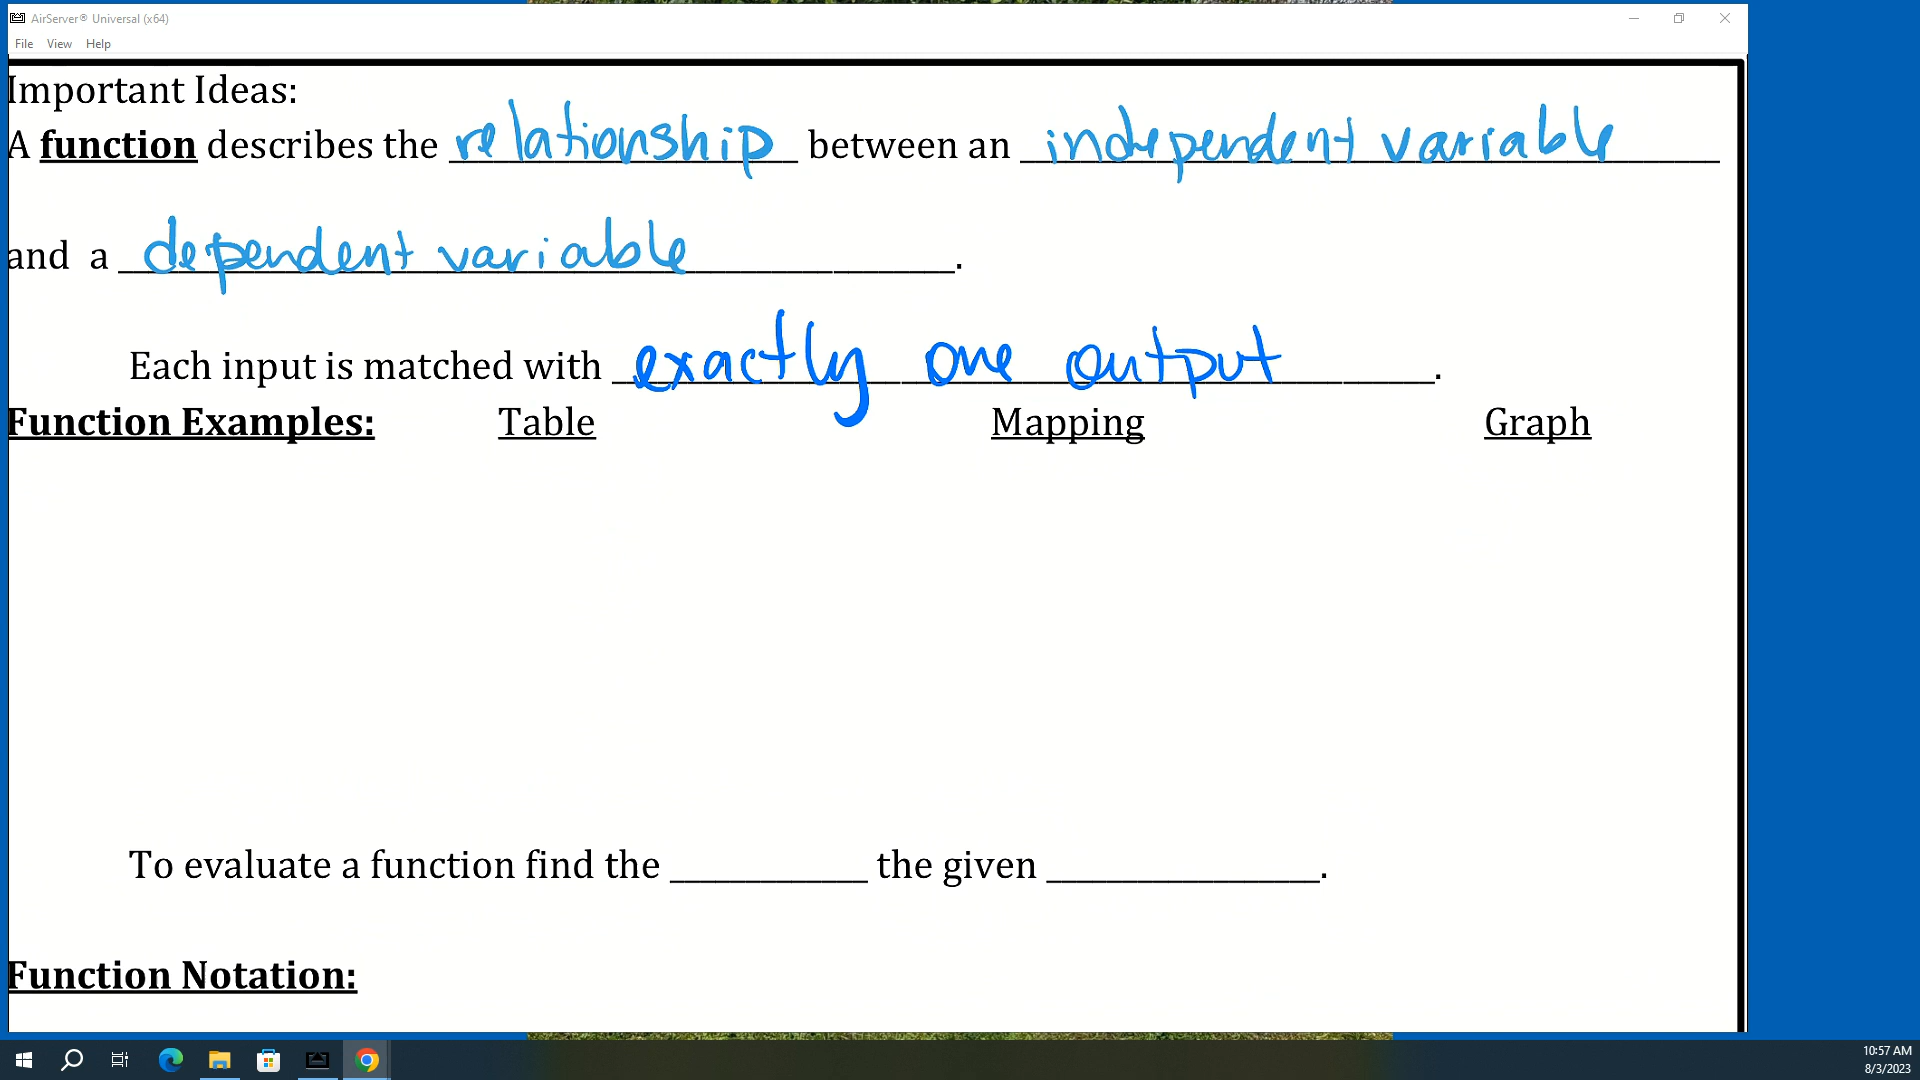 AirServer® Universal (x64)
File View Help
Important Ideas:
A function describes the relationship between an independent variable
and a dependent variable.
Each input is matched with exactly one output.
Function Examples: Table Mapping Graph
To evaluate a function find the __________ the given ______________.
Function Notation:
10:57 AM
8/3/2023